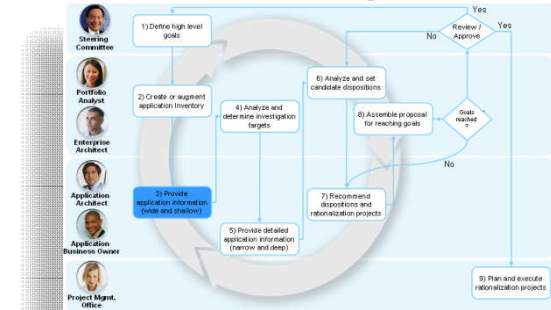 Yes
Steering
Committee
1) Define high level
goals
No
Review /
Approve
Yes
Portfolio
Analyst
2) Create or augment
application Inventory
4) Analyze and
determine investigation
targets
6) Analyze and set
candidate dispositions
8) Assemble proposal
for reaching goals
Goals
reached
?
Enterprise
Architect
No
Application
Architect
3) Provide
application information
(wide and shallow)
7) Recommend
dispositions and
rationalization projects
Application
Business Owner
5) Provide detailed
application information
(narrow and deep)
Project Mgmt.
Office
9) Plan and execute
rationalization projects